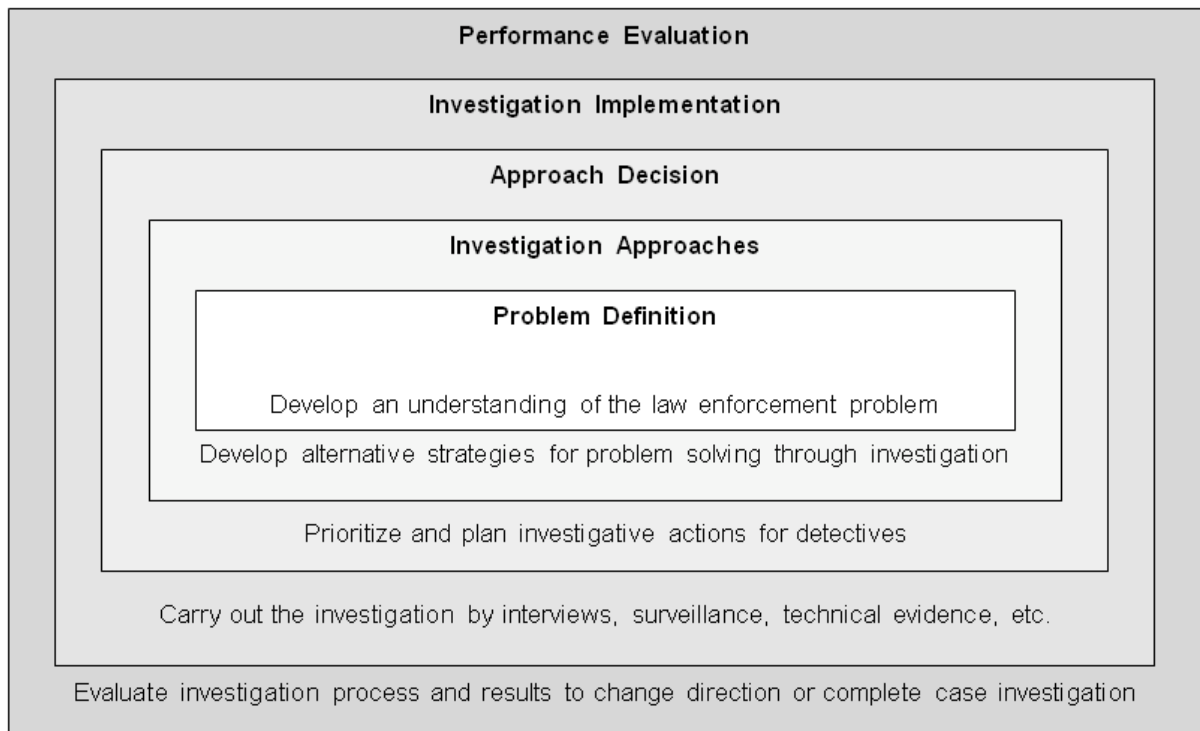 Performance Evaluation
Investigation Implementation
Approach Decision
Investigation Approaches
Problem Definition
Develop an understanding of the law enforcement problem
Develop alternative strategies for problem solving through investigation
Prioritize and plan investigative actions for detectives
Carry out the investigation by interviews, surveillance, technical evidence, etc.
Evaluate investigation process and results to change direction or complete case investigation